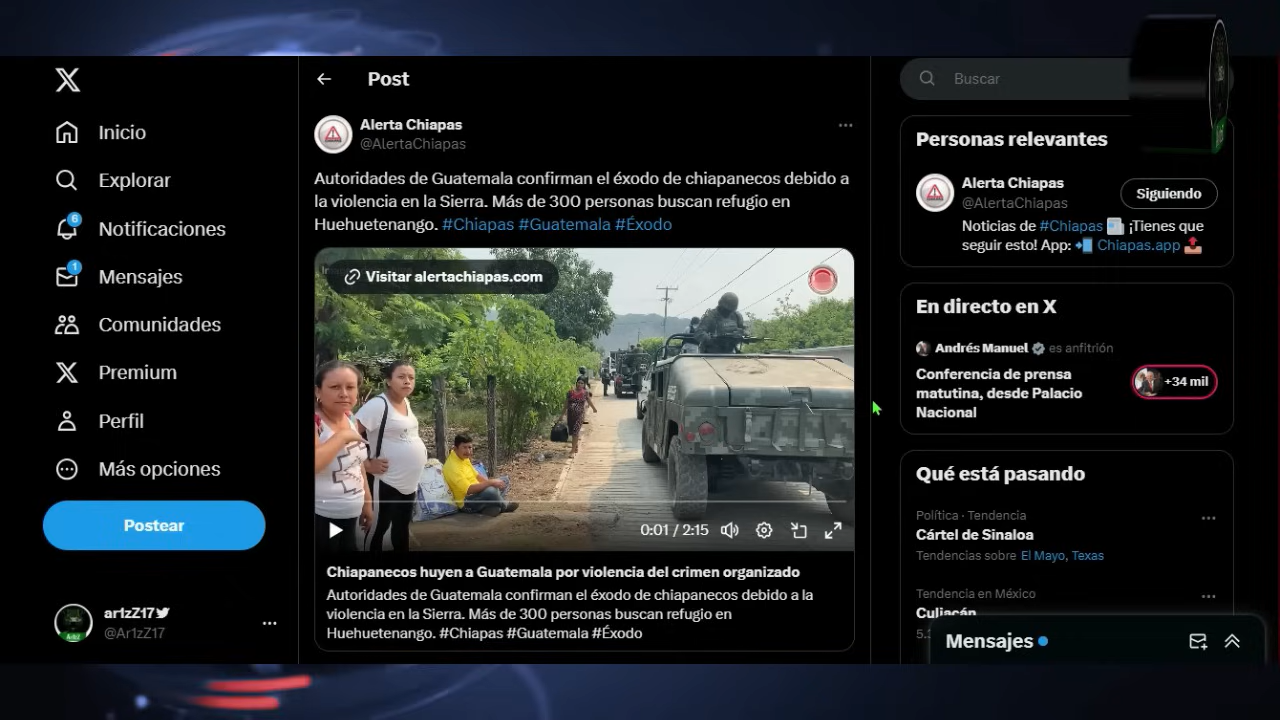 Inicio
Explorar
6
Notificaciones
1
Mensajes
Comunidades
Premium
Perfil
Más opciones
Postear
ar1zZ17
@Ar1zZ17
Post
Alerta Chiapas
@AlertaChiapas
Autoridades de Guatemala confirman el éxodo de chiapanecos debido a
la violencia en la Sierra. Más de 300 personas buscan refugio en
Huehuetenango. #Chiapas #Guatemala #Éxodo
Visitar alertachiapas.com
0:01 / 2:15
Chiapanecos huyen a Guatemala por violencia del crimen organizado
Autoridades de Guatemala confirman el éxodo de chiapanecos debido a la
violencia en la Sierra. Más de 300 personas buscan refugio en
Huehuetenango. #Chiapas #Guatemala #Éxodo
Buscar
Personas relevantes
Alerta Chiapas
@AlertaChiapas
Siguiendo
Noticias de #Chiapas ¡Tienes que
seguir esto! App: Chiapas.app
En directo en X
Andrés Manuel es anfitrión
Conferencia de prensa
matutina, desde Palacio
Nacional
+34 mil
Qué está pasando
Política · Tendencia
Cártel de Sinaloa
Tendencias sobre El Mayo, Texas
Tendencia en México
Culiacán
Mensajes